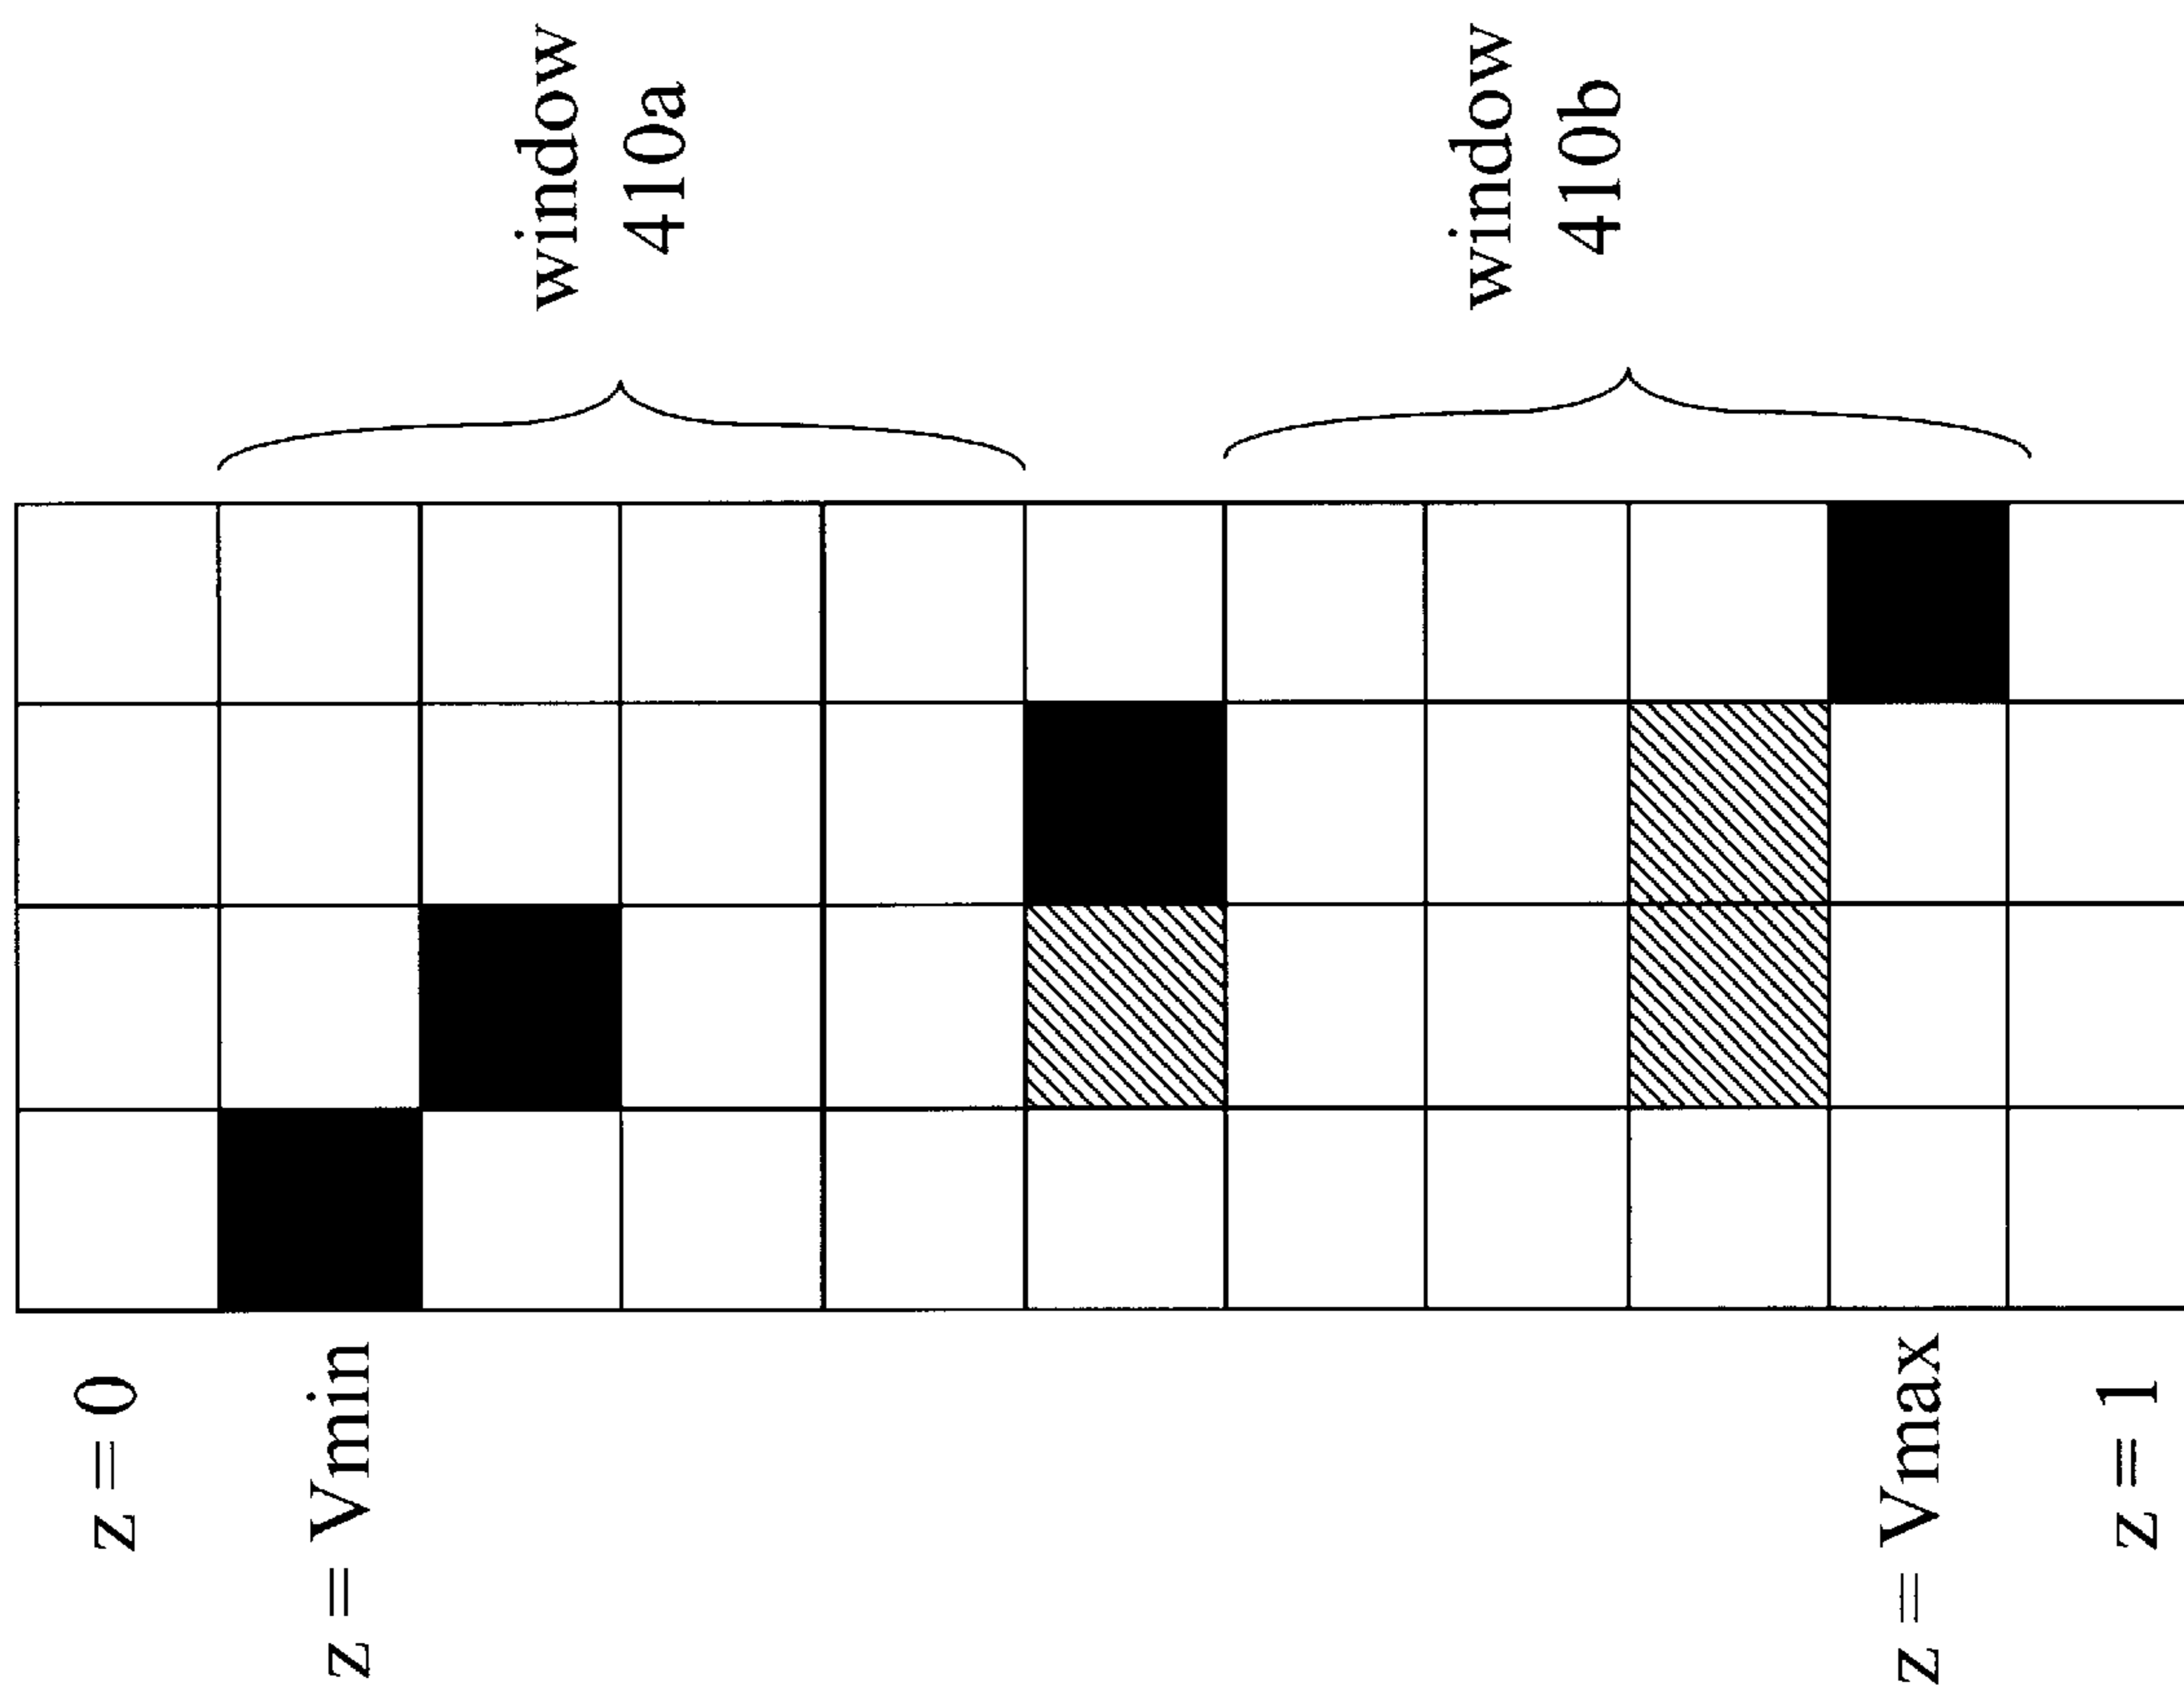 z = 0
z = Vmin
z = Vmax
z = 1
window
410a
window
410b